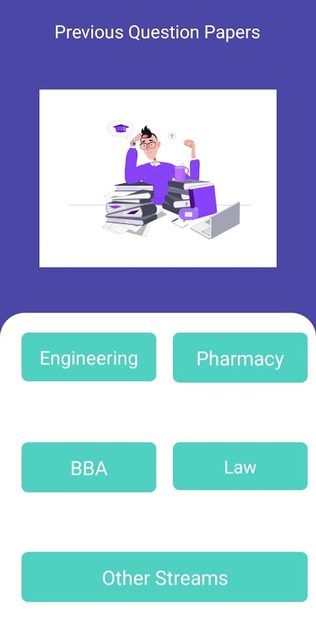 Previous Question Papers
?
Engineering
Pharmacy
BBA
Law
Other Streams